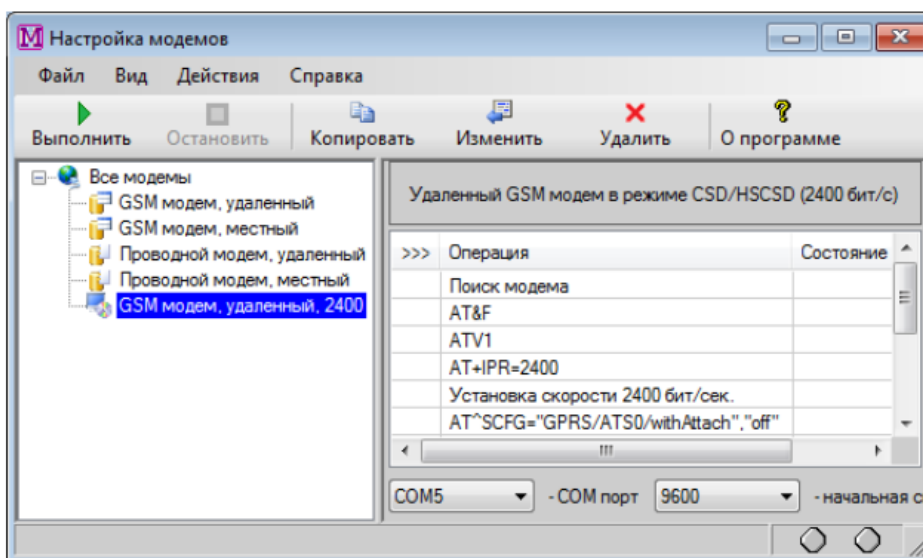 Настройка модемов
Файл Вид Действия Справка
Выполнить Остановить Копировать Изменить Удалить О программе
Все модемы
GSM модем, удаленный
GSM модем, местный
Проводной модем, удаленный
Проводной модем, местный
GSM модем, удаленный, 2400
Удаленный GSM модем в режиме CSD/HSCSD (2400 бит/с)
>>> Операция Состояние
Поиск модема
AT&F
ATV1
AT+IPR=2400
Установка скорости 2400 бит/сек.
AT^SCFG="GPRS/ATS0/withAttach","off"
COM5 - COM порт 9600 - начальная с